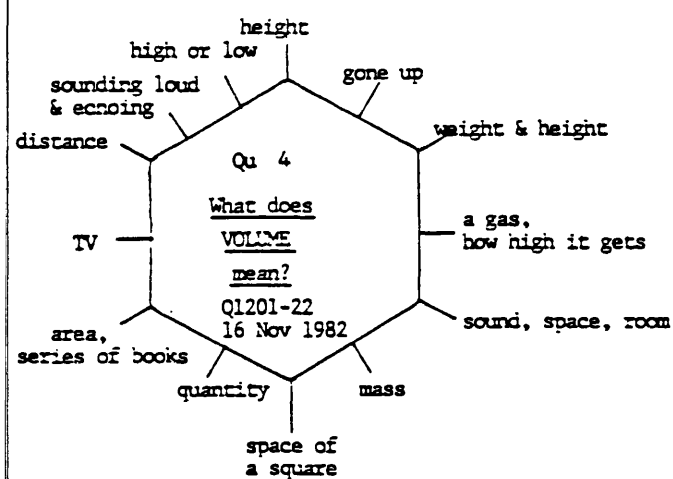 height
high or low
gone up
sounding loud
& echoing
weight & height
distance
Qu 4
What does
VOLUME
mean?
Q1201-22
16 Nov 1982
TV
a gas,
how high it gets
sound, space, room
area,
series of books
quantity
mass
space of
a square